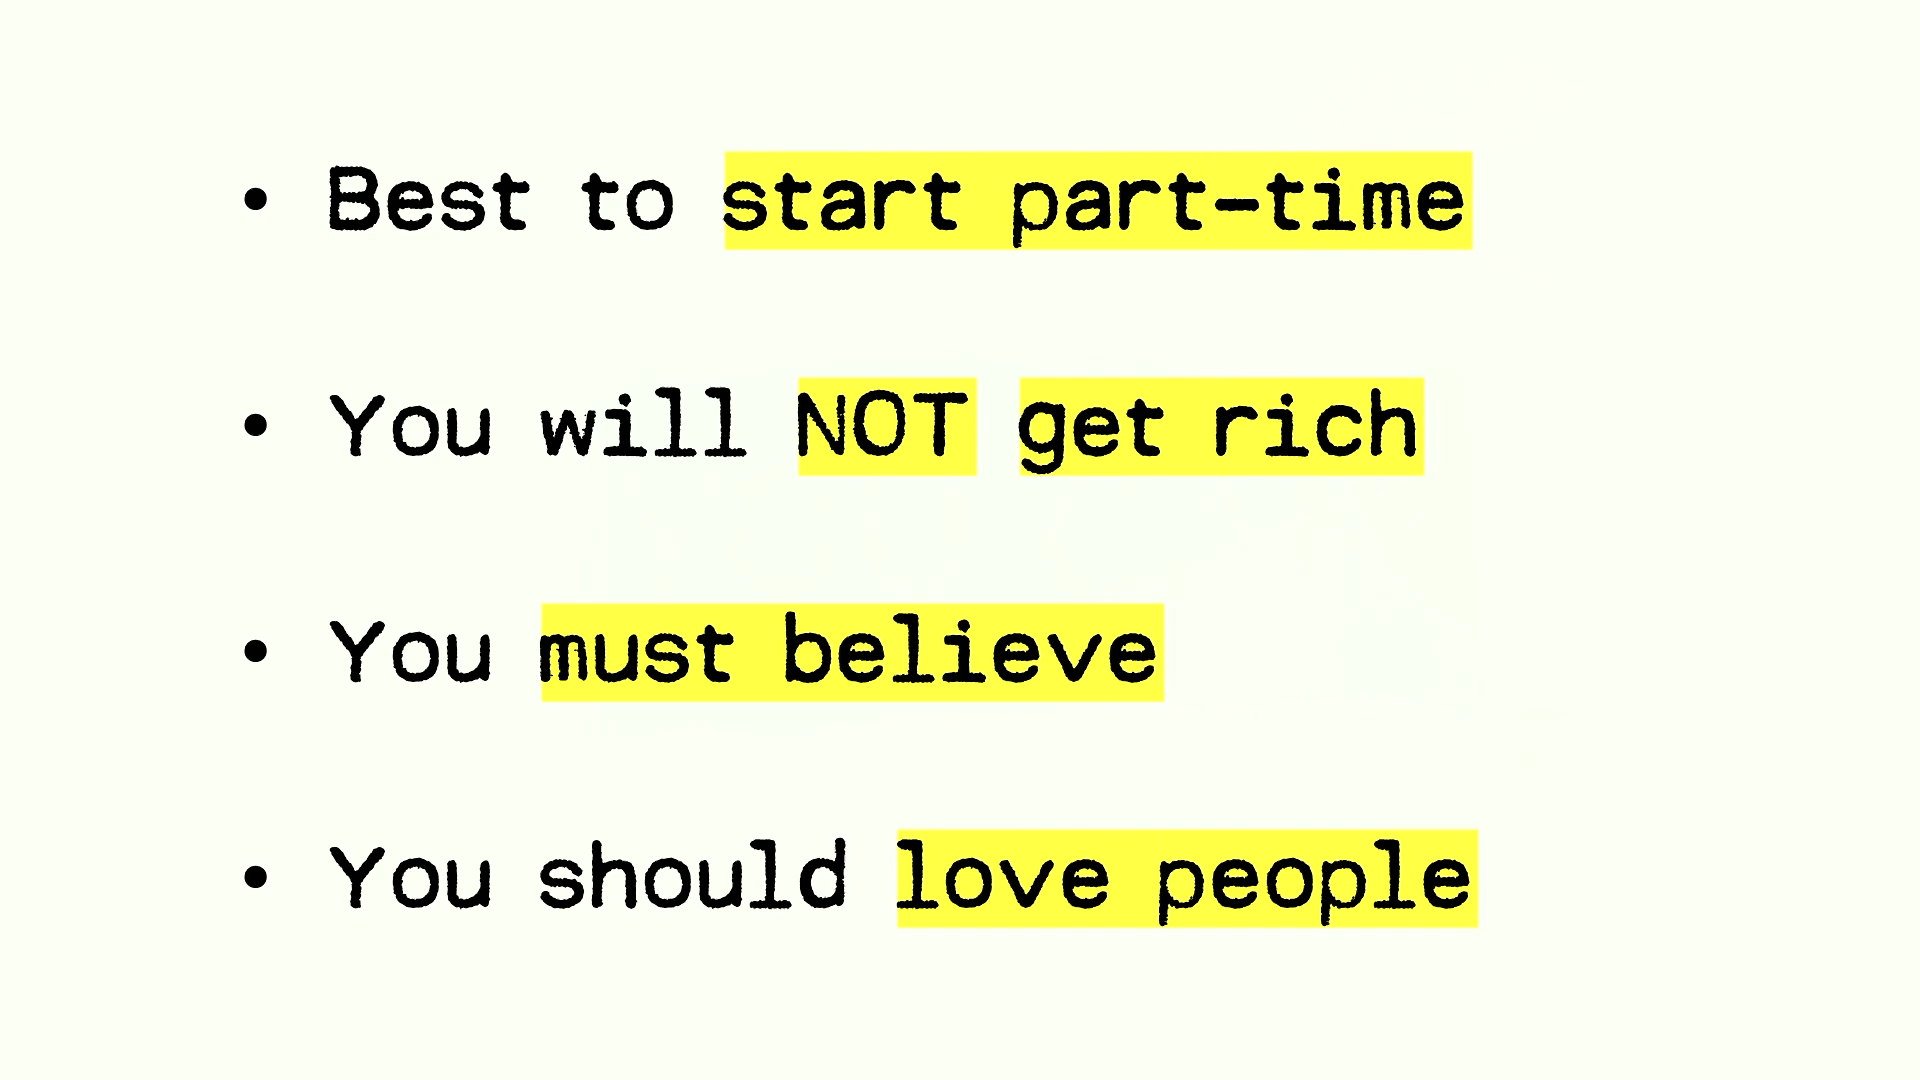 • Best to start part-time
• You will NOT get rich
• You must believe
• You should love people